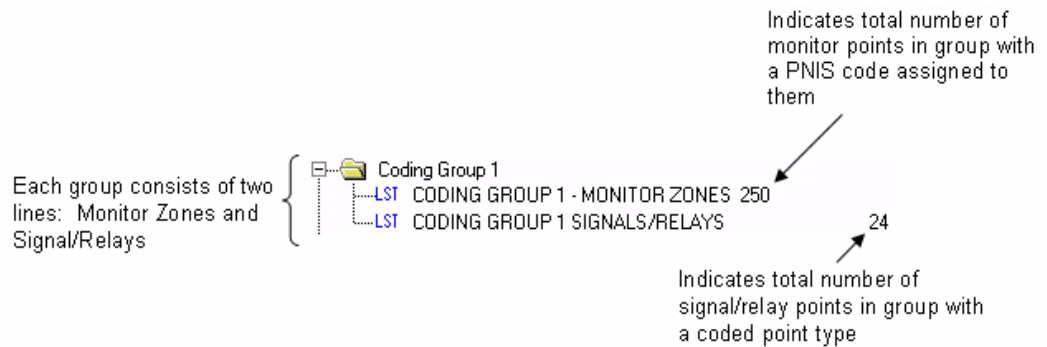 Indicates total number of
monitor points in group with
a PNIS code assigned to
them
Each group consists of two
lines: Monitor Zones and
Signal/Relays
Coding Group 1
LST CODING GROUP 1 - MONITOR ZONES 250
LST CODING GROUP 1 SIGNALS/RELAYS 24
Indicates total number of
signal/relay points in group with
a coded point type